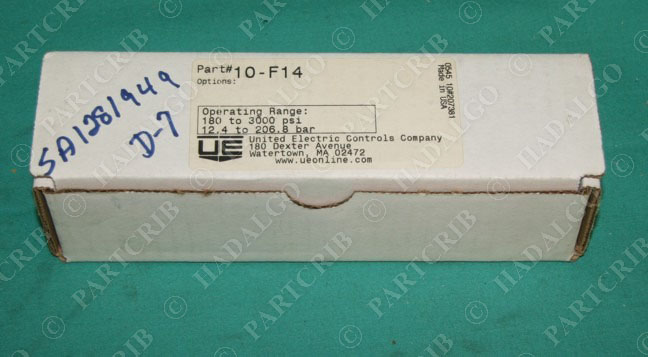 Part# 10-F14
Options:
Operating Range:
180 to 3000 psi
12.4 to 206.8 bar
UE
United Electric Controls Company
180 Dexter Avenue
Watertown, MA 02472
www.ueonline.com
Made in USA
SA1281949
D-7
© PARTCRIB
© HADALGO